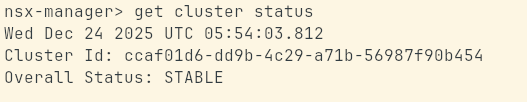 nsx-manager> get cluster status
Wed Dec 24 2025 UTC 05:54:03.812
Cluster Id: ccaf01d6-dd9b-4c29-a71b-56987f90b454
Overall Status: STABLE